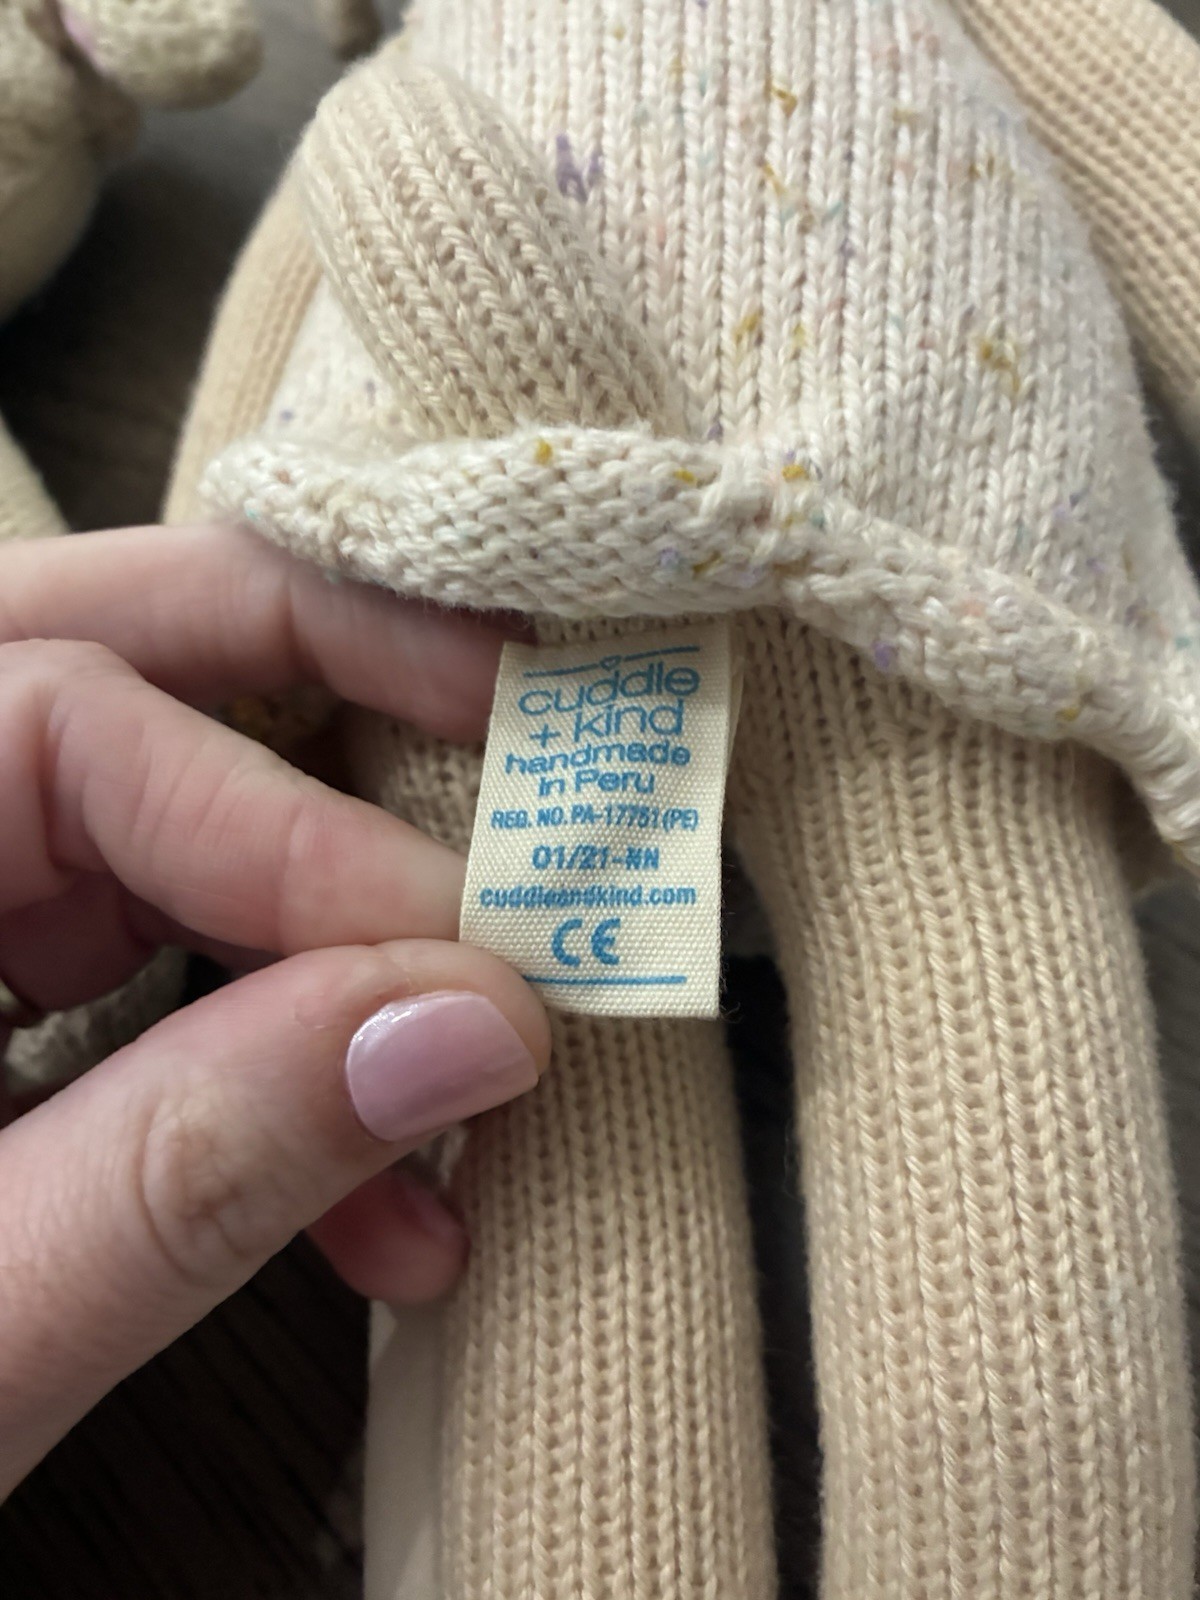 cuddle
+ kind
handmade
in Peru
REG. NO. PA-17751(PE)
01/21-NN
cuddleandkind.com
CE